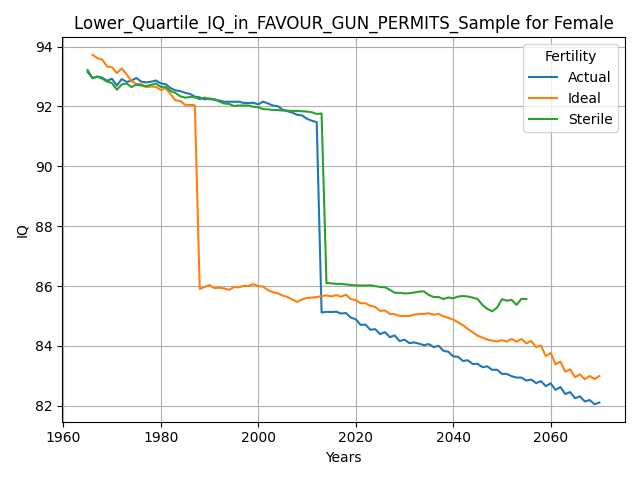 Lower_Quartile_IQ_in_FAVOUR_GUN_PERMITS_Sample for Female
Fertility
Actual
Ideal
Sterile
IQ
94
92
90
88
86
84
82
1960
1980
2000
2020
2040
2060
Years